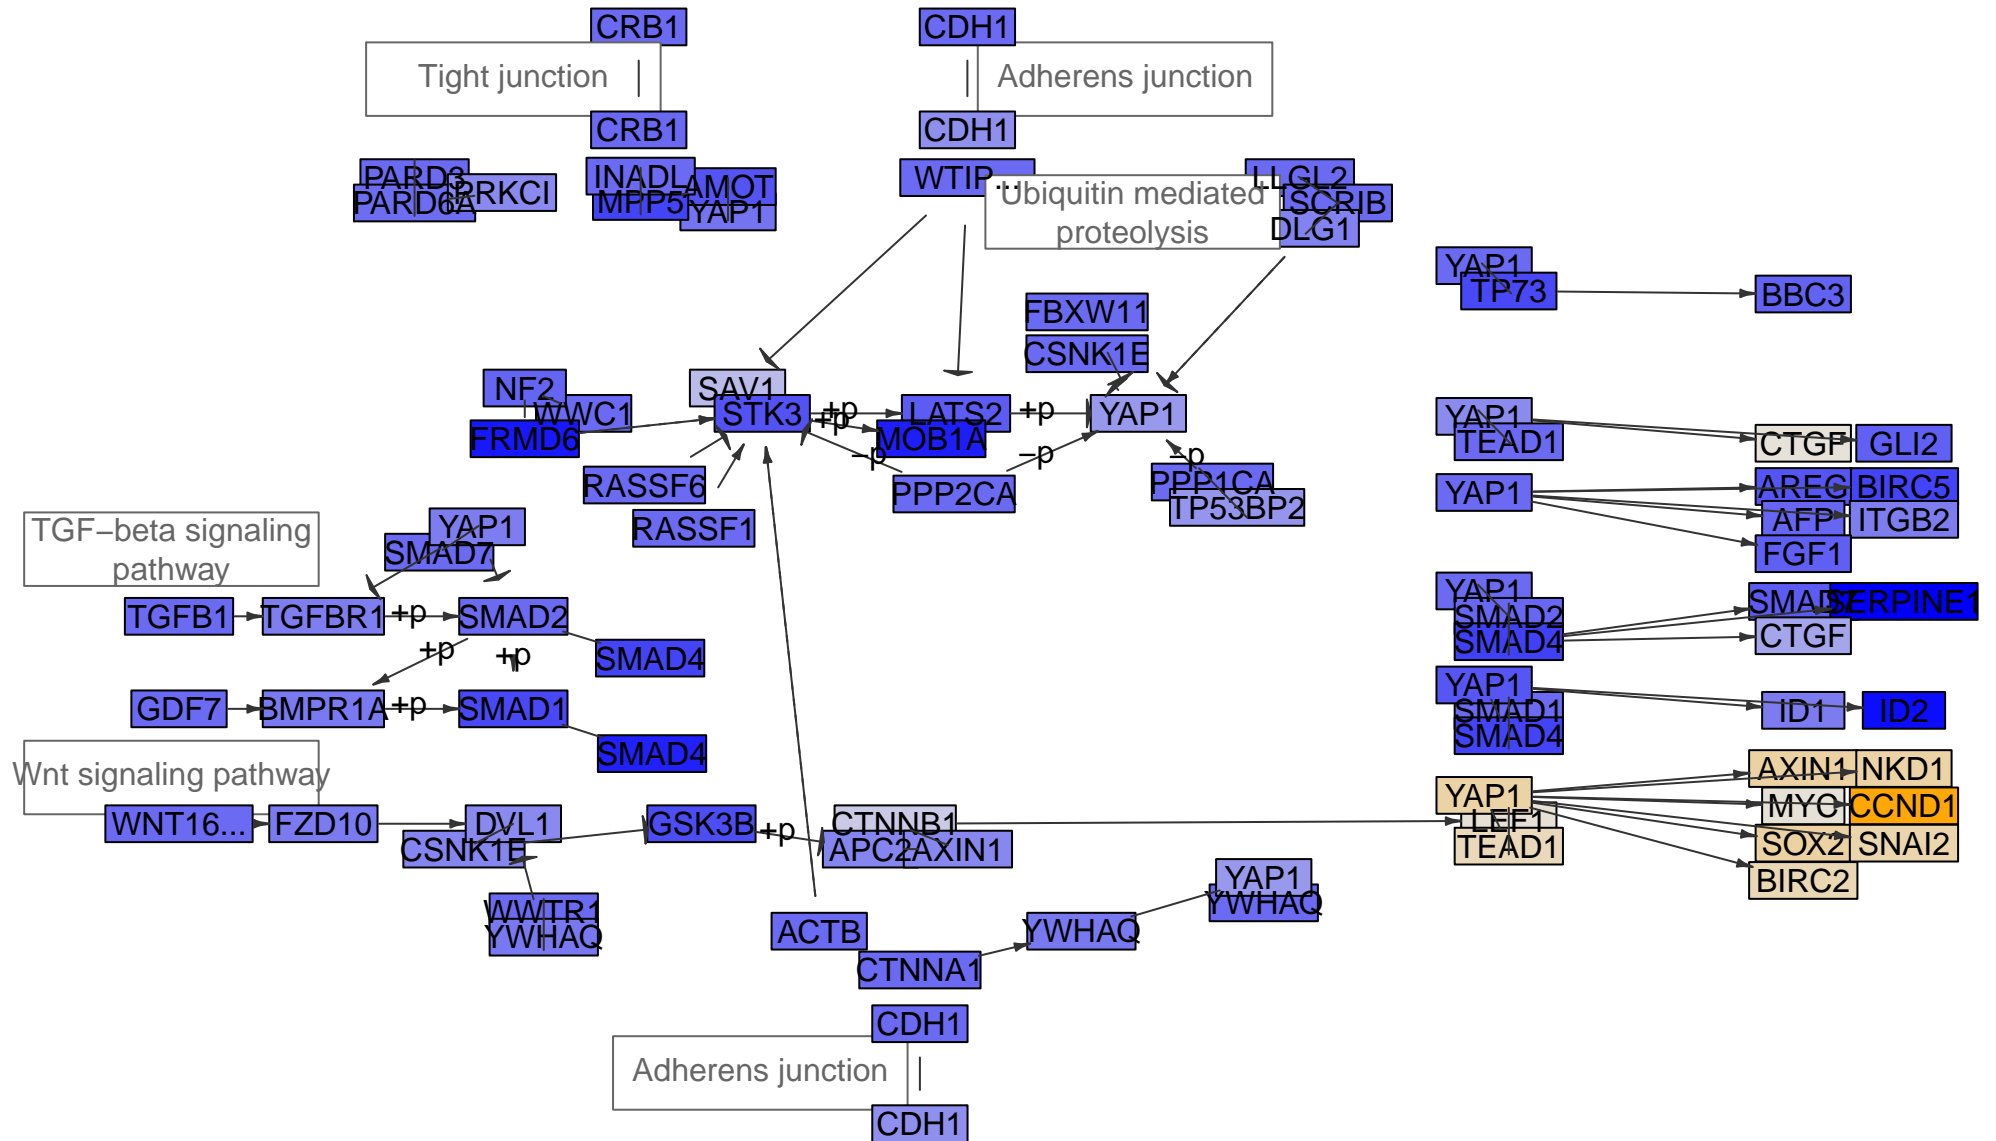 CRB1
CDH1
Tight junction
Adherens junction
CRB1
CDH1
PARD3
PRKCI
PARD6A
INADL
AMOT
MPP5
YAP1
WTIP...
LLGL2
Ubiquitin mediated
proteolysis
SCRIB
DLG1
YAP1
TP73
BBC3
FBXW11
CSNK1E
NF2
WWC1
FRMD6
SAV1
STK3
+p
+p
LATS2
MOB1A
+p
YAP1
−p
−p
−p
RASSF6
RASSF1
PPP2CA
PPP1CA
TP53BP2
YAP1
TEAD1
CTGF
GLI2
YAP1
AREG
BIRC5
AFP
ITGB2
FGF1
TGF−beta signaling
pathway
YAP1
SMAD7
TGFB1
TGFBR1
+p
SMAD2
+p
+p
SMAD4
YAP1
SMAD2
SMAD4
SMAD7
SERPINE1
CTGF
GDF7
BMPR1A
+p
SMAD1
SMAD4
YAP1
SMAD1
SMAD4
ID1
ID2
Wnt signaling pathway
WNT16...
FZD10
DVL1
CSNK1E
GSK3B
+p
CTNNB1
APC2
AXIN1
YAP1
LEF1
TEAD1
AXIN1
NKD1
MYC
CCND1
SOX2
SNAI2
BIRC2
WWTR1
YWHAQ
ACTB
CTNNA1
YWHAQ
YAP1
YWHAQ
CDH1
Adherens junction
CDH1